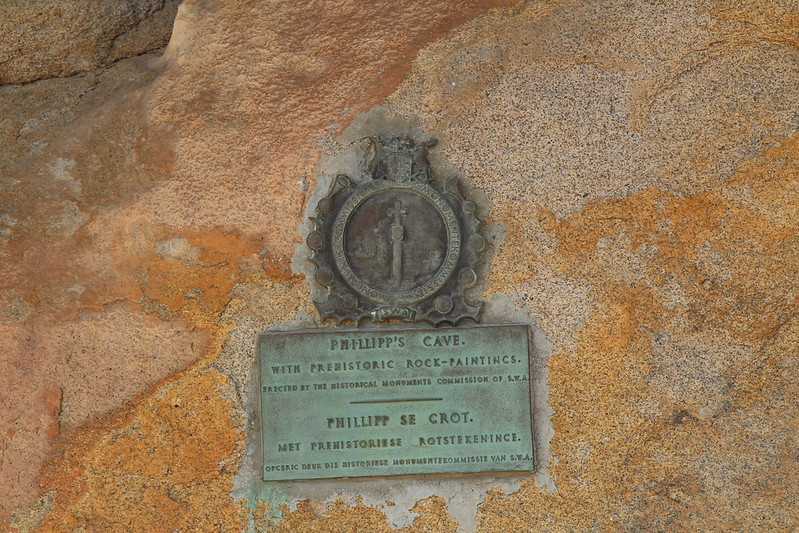 PHILLIPP'S CAVE.
WITH PREHISTORIC ROCK-PAINTINGS.
ERECTED BY THE HISTORICAL MONUMENTS COMMISSION OF S.W.A.
PHILLIPP SE GROT.
MET PREHISTORIESE ROTSTEKENINGE.
OPGERIG DEUR DIE HISTORIESE MONUMENTEKOMMISSIE VAN S.W.A.